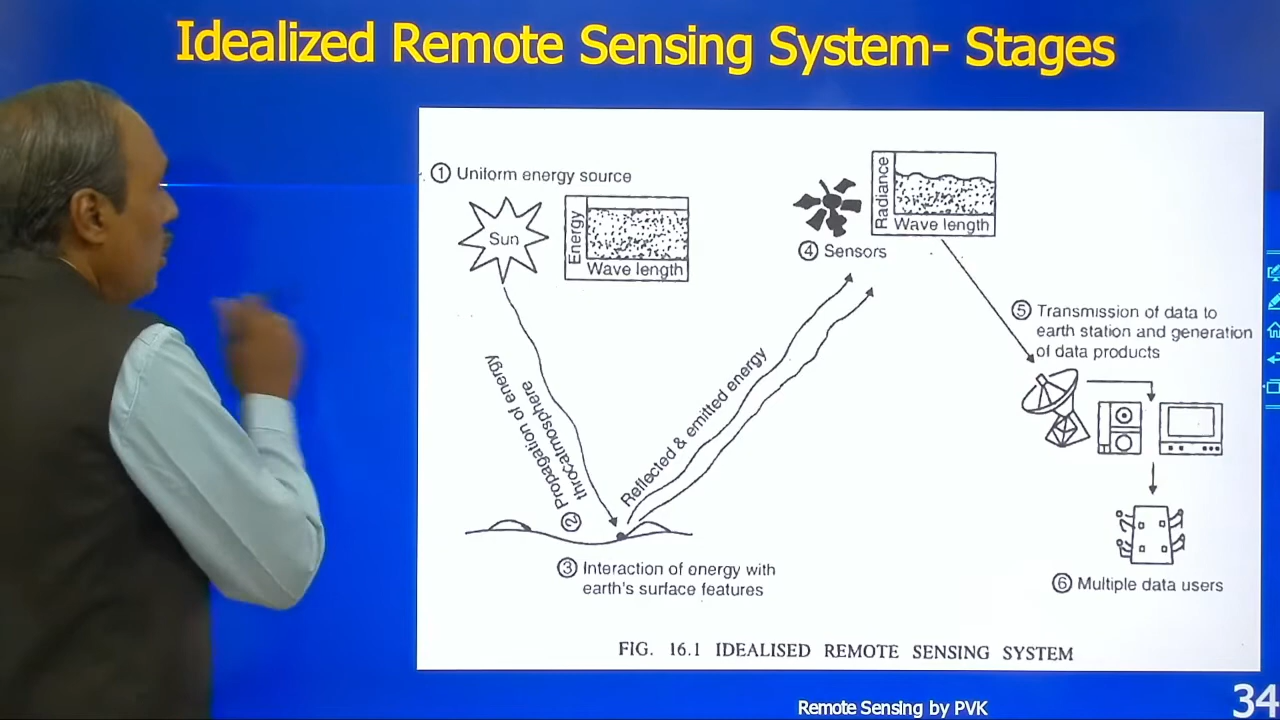 Idealized Remote Sensing System- Stages
① Uniform energy source
Sun
Energy
Wave length
② Propagation of energy
throcatmosphere
③ Interaction of energy with
earth's surface features
Reflected & emitted energy
Radiance
Wave length
④ Sensors
⑤ Transmission of data to
earth station and generation
of data products
⑥ Multiple data users
FIG. 16.1 IDEALISED REMOTE SENSING SYSTEM
Remote Sensing by PVK
34